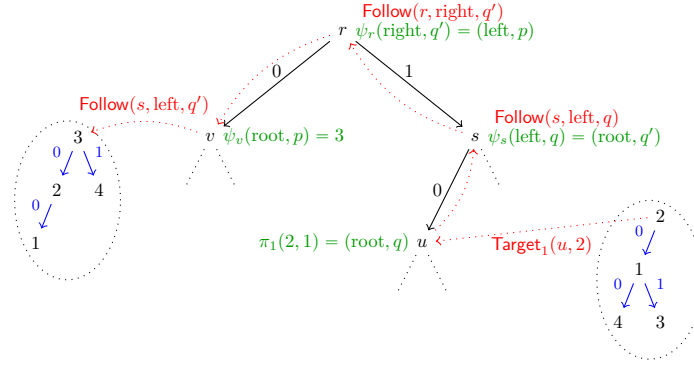 Follow(r, right, q′)
r ψ_r(right, q′) = (left, p)
0
1
Follow(s, left, q′)
Follow(s, left, q)
3
v ψ_v(root, p) = 3
s ψ_s(left, q) = (root, q′)
0
1
2
4
0
0
2
1
π_1(2, 1) = (root, q) u
Target_1(u, 2)
0
1
0
1
4
3